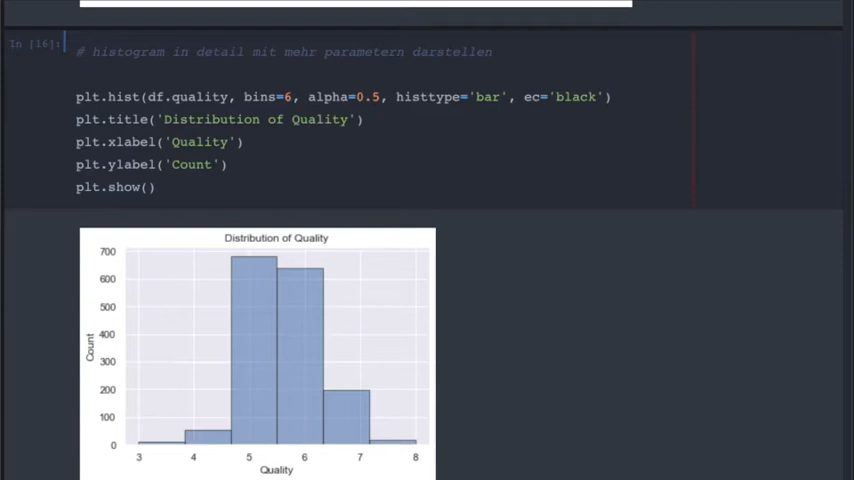 In [16]:
# histogram in detail mit mehr parametern darstellen
plt.hist(df.quality, bins=6, alpha=0.5, histtype='bar', ec='black')
plt.title('Distribution of Quality')
plt.xlabel('Quality')
plt.ylabel('Count')
plt.show()
Distribution of Quality
700
600
500
400
300
200
100
0
Count
3 4 5 6 7 8
Quality